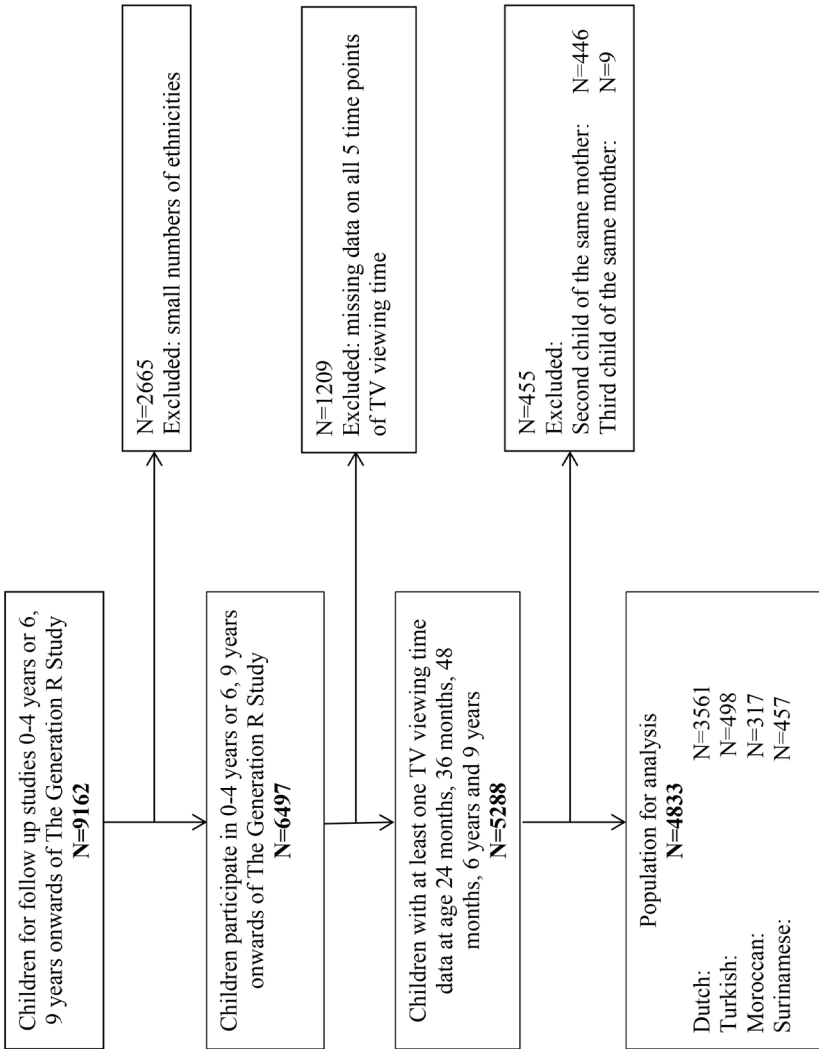 Children for follow up studies 0-4 years or 6,
9 years onwards of The Generation R Study
N=9162
N=2665
Excluded: small numbers of ethnicities
Children participate in 0-4 years or 6, 9 years
onwards of The Generation R Study
N=6497
N=1209
Excluded: missing data on all 5 time points
of TV viewing time
Children with at least one TV viewing time
data at age 24 months, 36 months, 48
months, 6 years and 9 years
N=5288
N=455
Excluded:
Second child of the same mother: N=446
Third child of the same mother: N=9
Population for analysis
N=4833
Dutch: N=3561
Turkish: N=498
Moroccan: N=317
Surinamese: N=457